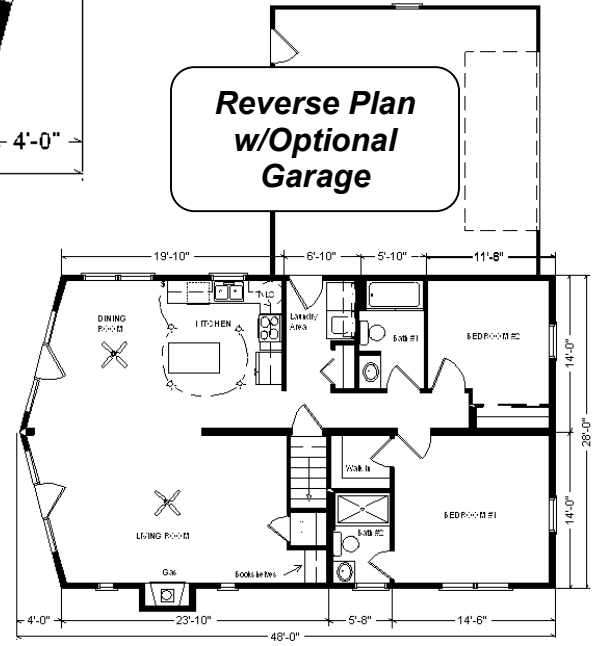 4'-0"
Reverse Plan
w/Optional
Garage
19'-10"
6'-10"
5'-10"
11'-6"
DINING
ROOM
KITCHEN
Laundry
Area
Bath #1
BEDROOM #2
14'-0"
28'-0"
Walk In
14'-0"
BEDROOM #1
Bath #2
LIVING ROOM
Gas
Bookshelves
4'-0"
23'-10"
5'-8"
14'-6"
48'-0"